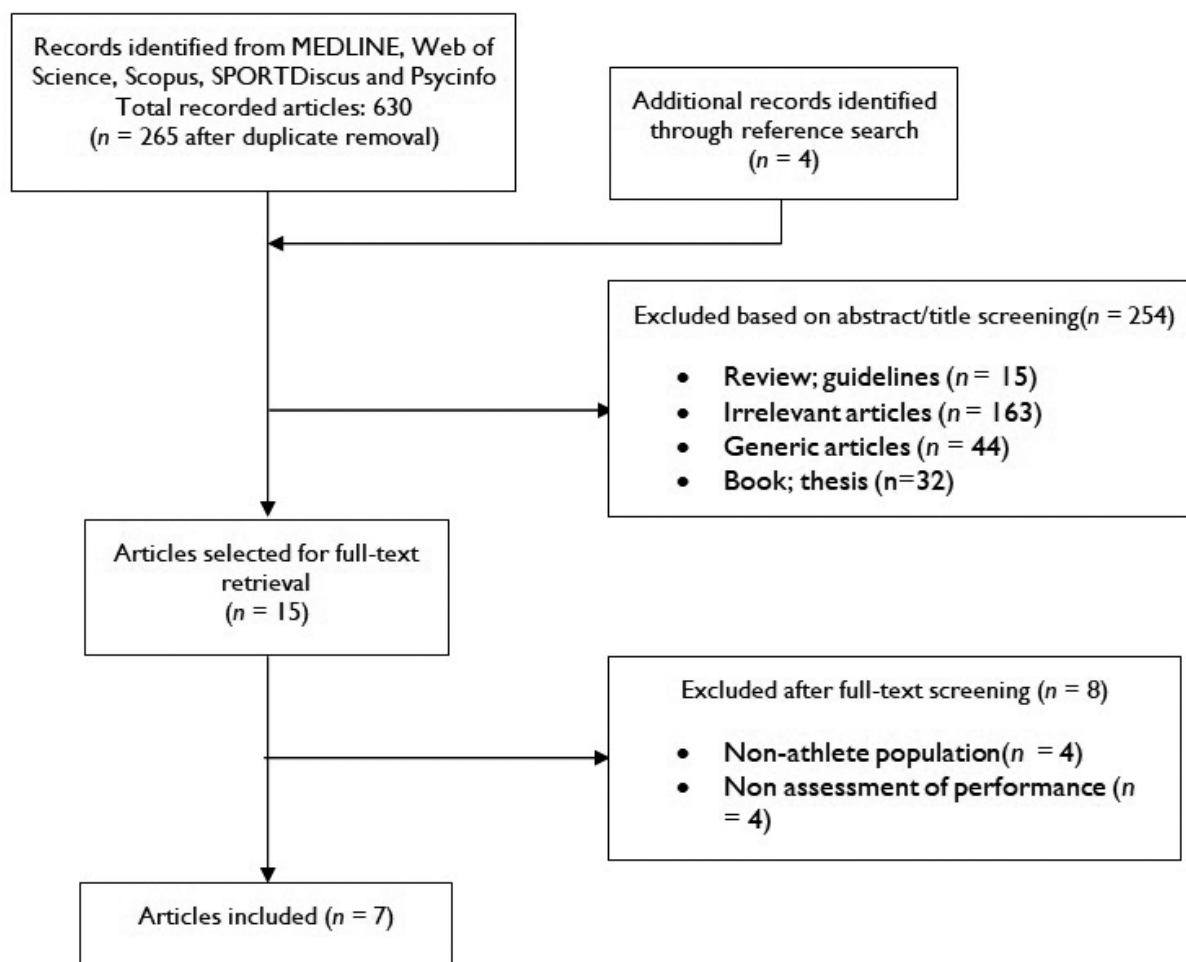 Records identified from MEDLINE, Web of
Science, Scopus, SPORTDiscus and Psycinfo
Total recorded articles: 630
(n = 265 after duplicate removal)
Additional records identified
through reference search
(n = 4)
Excluded based on abstract/title screening(n = 254)
• Review; guidelines (n = 15)
• Irrelevant articles (n = 163)
• Generic articles (n = 44)
• Book; thesis (n=32)
Articles selected for full-text
retrieval
(n = 15)
Excluded after full-text screening (n = 8)
• Non-athlete population(n = 4)
• Non assessment of performance (n
= 4)
Articles included (n = 7)